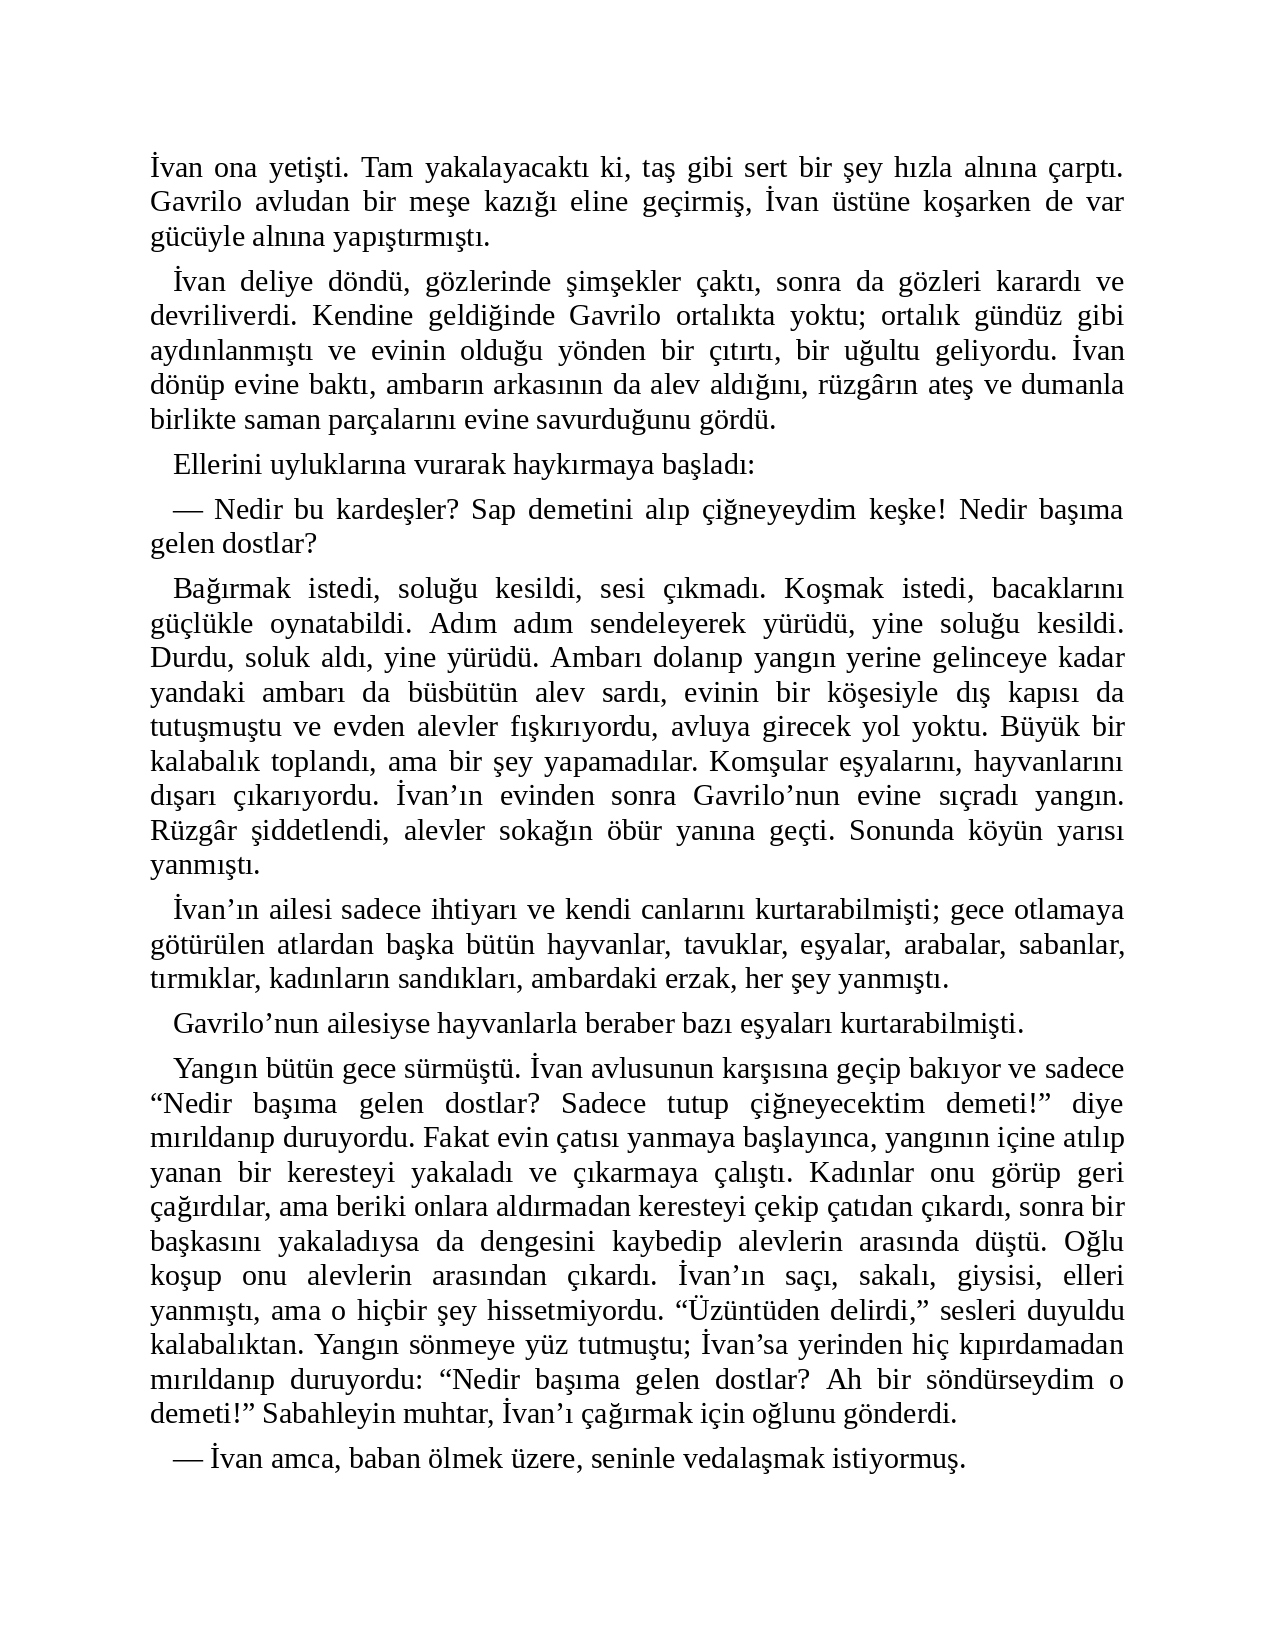 İvan ona yetişti. Tam yakalayacaktı ki, taş gibi sert bir şey hızla alnına çarptı.
Gavrilo avludan bir meşe kazığı eline geçirmiş, İvan üstüne koşarken de var
gücüyle alnına yapıştırmıştı.
İvan deliye döndü, gözlerinde şimşekler çaktı, sonra da gözleri karardı ve
devriliverdi. Kendine geldiğinde Gavrilo ortalıkta yoktu; ortalık gündüz gibi
aydınlanmıştı ve evinin olduğu yönden bir çıtırtı, bir uğultu geliyordu. İvan
dönüp evine baktı, ambarın arkasının da alev aldığını, rüzgârın ateş ve dumanla
birlikte saman parçalarını evine savurduğunu gördü.
Ellerini uyluklarına vurarak haykırmaya başladı:
— Nedir bu kardeşler? Sap demetini alıp çiğneyeydim keşke! Nedir başıma
gelen dostlar?
Bağırmak istedi, soluğu kesildi, sesi çıkmadı. Koşmak istedi, bacaklarını
güçlükle oynatabildi. Adım adım sendeleyerek yürüdü, yine soluğu kesildi.
Durdu, soluk aldı, yine yürüdü. Ambarı dolanıp yangın yerine gelinceye kadar
yandaki ambarı da büsbütün alev sardı, evinin bir köşesiyle dış kapısı da
tutuşmuştu ve evden alevler fışkırıyordu, avluya girecek yol yoktu. Büyük bir
kalabalık toplandı, ama bir şey yapamadılar. Komşular eşyalarını, hayvanlarını
dışarı çıkarıyordu. İvan’ın evinden sonra Gavrilo’nun evine sıçradı yangın.
Rüzgâr şiddetlendi, alevler sokağın öbür yanına geçti. Sonunda köyün yarısı
yanmıştı.
İvan’ın ailesi sadece ihtiyarı ve kendi canlarını kurtarabilmişti; gece otlamaya
götürülen atlardan başka bütün hayvanlar, tavuklar, eşyalar, arabalar, sabanlar,
tırmıklar, kadınların sandıkları, ambardaki erzak, her şey yanmıştı.
Gavrilo’nun ailesiyse hayvanlarla beraber bazı eşyaları kurtarabilmişti.
Yangın bütün gece sürmüştü. İvan avlusunun karşısına geçip bakıyor ve sadece
“Nedir başıma gelen dostlar? Sadece tutup çiğneyecektim demeti!” diye
mırıldanıp duruyordu. Fakat evin çatısı yanmaya başlayınca, yangının içine atılıp
yanan bir keresteyi yakaladı ve çıkarmaya çalıştı. Kadınlar onu görüp geri
çağırdılar, ama beriki onlara aldırmadan keresteyi çekip çatıdan çıkardı, sonra bir
başkasını yakaladıysa da dengesini kaybedip alevlerin arasında düştü. Oğlu
koşup onu alevlerin arasından çıkardı. İvan’ın saçı, sakalı, giysisi, elleri
yanmıştı, ama o hiçbir şey hissetmiyordu. “Üzüntüden delirdi,” sesleri duyuldu
kalabalıktan. Yangın sönmeye yüz tutmuştu; İvan’sa yerinden hiç kıpırdamadan
mırıldanıp duruyordu: “Nedir başıma gelen dostlar? Ah bir söndürseydim o
demeti!” Sabahleyin muhtar, İvan’ı çağırmak için oğlunu gönderdi.
— İvan amca, baban ölmek üzere, seninle vedalaşmak istiyormuş.